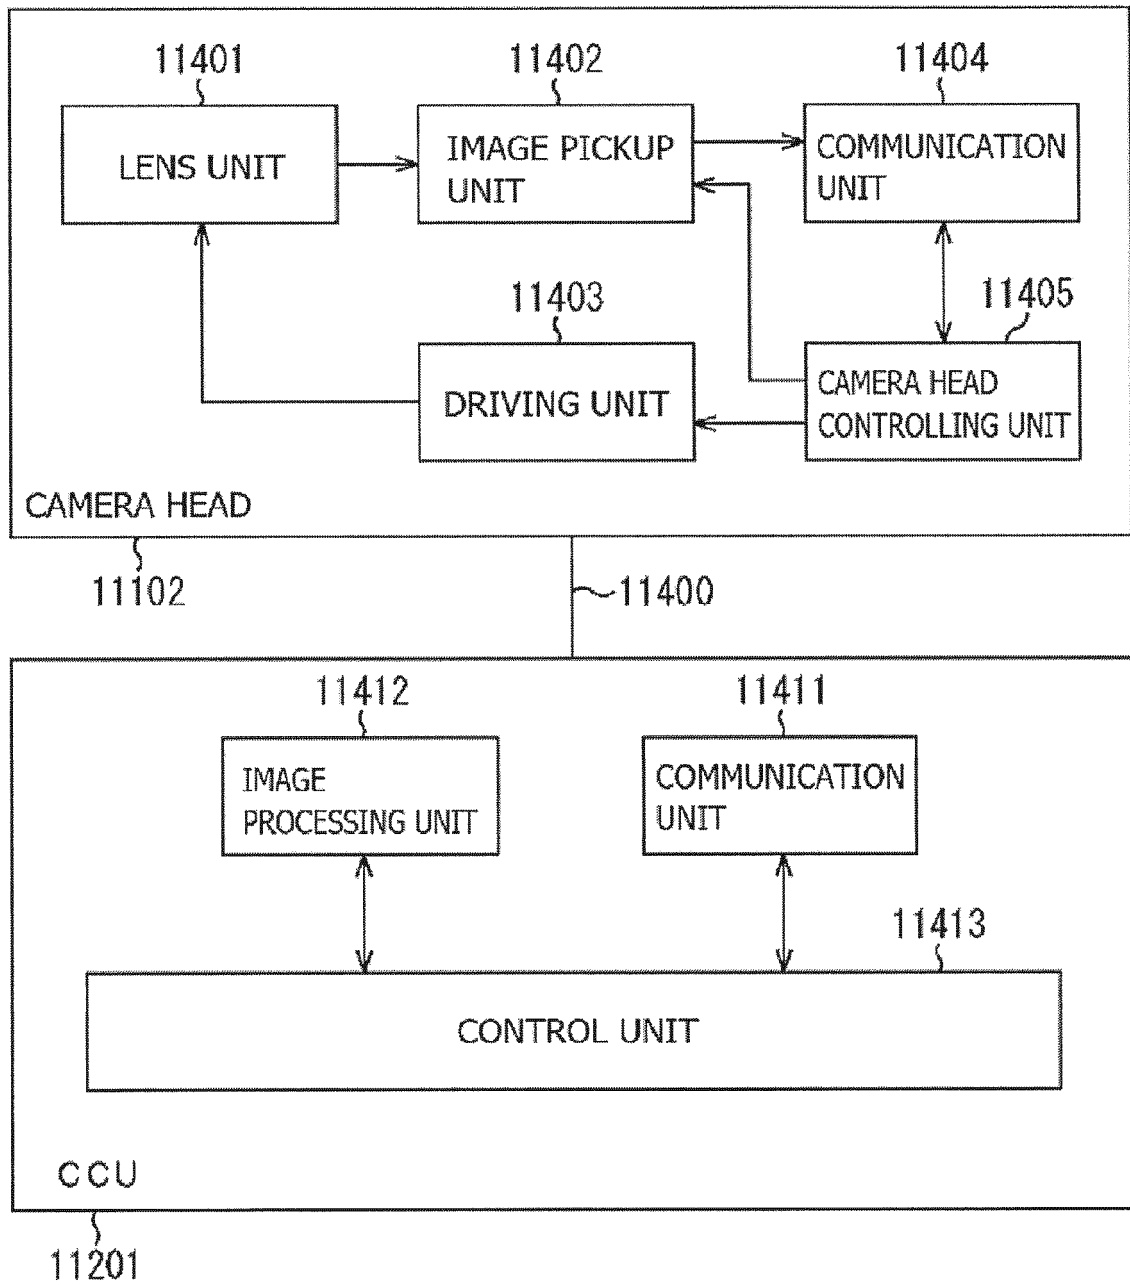 11401
11402
11404
LENS UNIT
IMAGE PICKUP
UNIT
COMMUNICATION
UNIT
11403
11405
DRIVING UNIT
CAMERA HEAD
CONTROLLING UNIT
CAMERA HEAD
11102
11400
11412
11411
IMAGE
PROCESSING UNIT
COMMUNICATION
UNIT
11413
CONTROL UNIT
CCU
11201